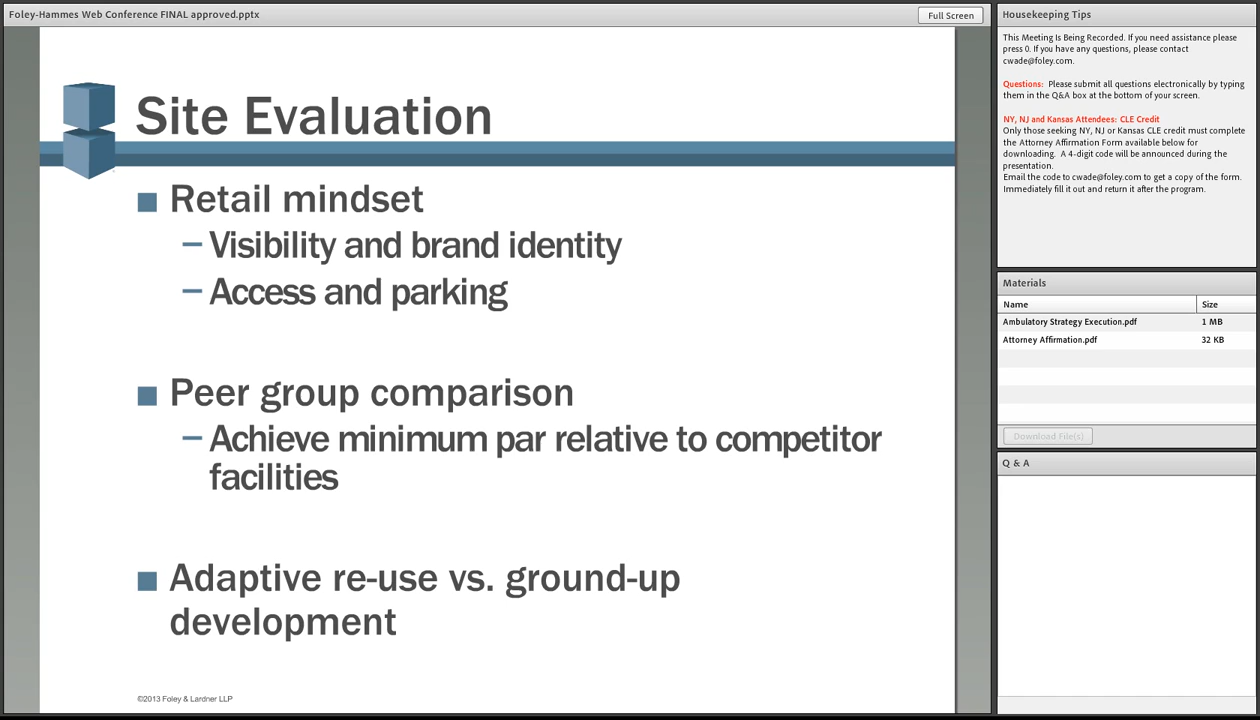 Foley-Hammes Web Conference FINAL approved.pptx
Full Screen
Site Evaluation
Retail mindset
– Visibility and brand identity
– Access and parking
Peer group comparison
– Achieve minimum par relative to competitor
facilities
Adaptive re-use vs. ground-up
development
©2013 Foley & Lardner LLP
Housekeeping Tips
This Meeting Is Being Recorded. If you need assistance please
press 0. If you have any questions, please contact
cwade@foley.com.
Questions: Please submit all questions electronically by typing
them in the Q&A box at the bottom of your screen.
NY, NJ and Kansas Attendees: CLE Credit
Only those seeking NY, NJ or Kansas CLE credit must complete
the Attorney Affirmation Form available below for
downloading. A 4-digit code will be announced during the
presentation.
Email the code to cwade@foley.com to get a copy of the form.
Immediately fill it out and return it after the program.
Materials
Name Size
Ambulatory Strategy Execution.pdf 1 MB
Attorney Affirmation.pdf 32 KB
Download File(s)
Q & A